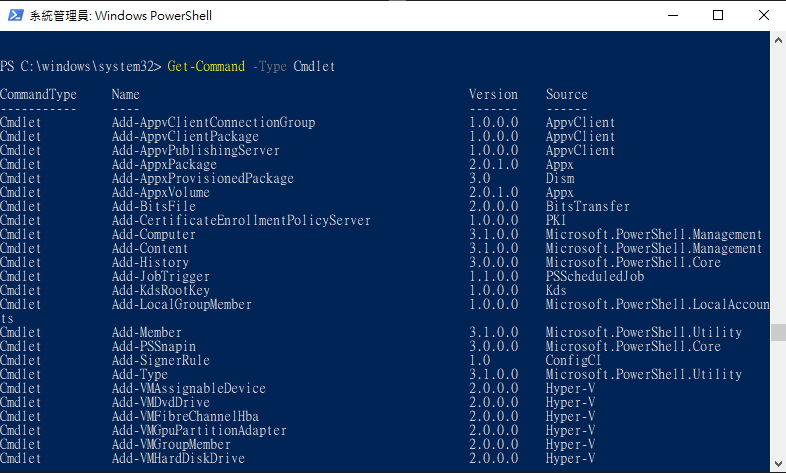 系統管理員: Windows PowerShell
PS C:\windows\system32> Get-Command -Type Cmdlet
CommandType Name Version Source
----------- ---- ------- ------
Cmdlet Add-AppvClientConnectionGroup 1.0.0.0 AppvClient
Cmdlet Add-AppvClientPackage 1.0.0.0 AppvClient
Cmdlet Add-AppvPublishingServer 1.0.0.0 AppvClient
Cmdlet Add-AppxPackage 2.0.1.0 Appx
Cmdlet Add-AppxProvisionedPackage 3.0 Dism
Cmdlet Add-AppxVolume 2.0.1.0 Appx
Cmdlet Add-BitsFile 2.0.0.0 BitsTransfer
Cmdlet Add-CertificateEnrollmentPolicyServer 1.0.0.0 PKI
Cmdlet Add-Computer 3.1.0.0 Microsoft.PowerShell.Management
Cmdlet Add-Content 3.1.0.0 Microsoft.PowerShell.Management
Cmdlet Add-History 3.0.0.0 Microsoft.PowerShell.Core
Cmdlet Add-JobTrigger 1.1.0.0 PSScheduledJob
Cmdlet Add-KdsRootKey 1.0.0.0 Kds
Cmdlet Add-LocalGroupMember 1.0.0.0 Microsoft.PowerShell.LocalAccoun
ts
Cmdlet Add-Member 3.1.0.0 Microsoft.PowerShell.Utility
Cmdlet Add-PSSnapin 3.0.0.0 Microsoft.PowerShell.Core
Cmdlet Add-SignerRule 1.0 ConfigCI
Cmdlet Add-Type 3.1.0.0 Microsoft.PowerShell.Utility
Cmdlet Add-VMAssignableDevice 2.0.0.0 Hyper-V
Cmdlet Add-VMDvdDrive 2.0.0.0 Hyper-V
Cmdlet Add-VMFibreChannelHba 2.0.0.0 Hyper-V
Cmdlet Add-VMGpuPartitionAdapter 2.0.0.0 Hyper-V
Cmdlet Add-VMGroupMember 2.0.0.0 Hyper-V
Cmdlet Add-VMHardDiskDrive 2.0.0.0 Hyper-V